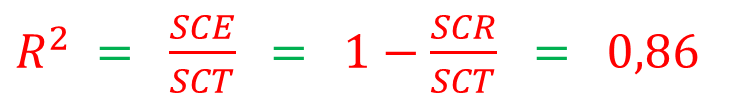 R² = SCE/SCT = 1 − SCR/SCT = 0,86